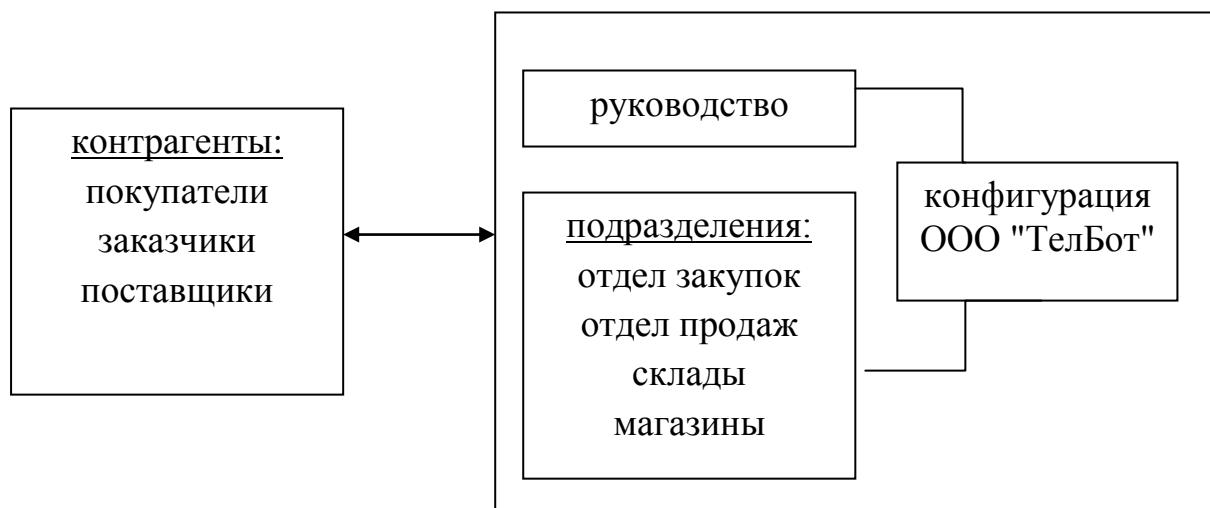 контрагенты:
покупатели
заказчики
поставщики
руководство
подразделения:
отдел закупок
отдел продаж
склады
магазины
конфигурация
ООО "ТелБот"